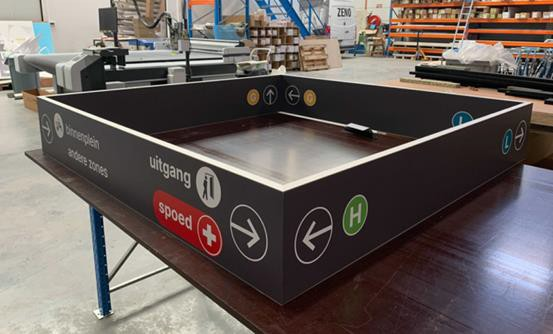 ZENO
G
G
binnenplein
andere zones
uitgang
spoed
H
L
L